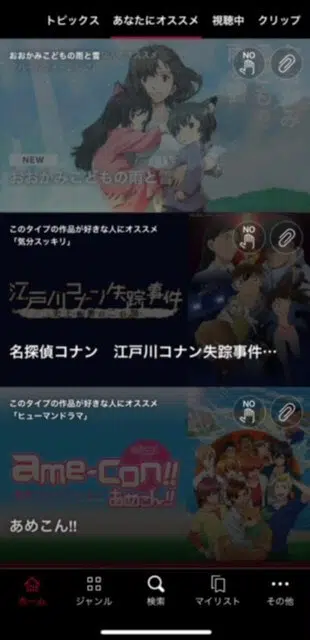 トピックス あなたにオススメ 視聴中 クリップ
おおかみこどもの雨と雪
NO
NEW
おおかみこどもの雨と雪
このタイプの作品が好きな人にオススメ
「気分スッキリ」
NO
江戸川コナン失踪事件
名探偵コナン 江戸川コナン失踪事件…
このタイプの作品が好きな人にオススメ
「ヒューマンドラマ」
NO
ame-con!!
あめこん!!
あめこん!!
ホーム ジャンル 検索 マイリスト その他